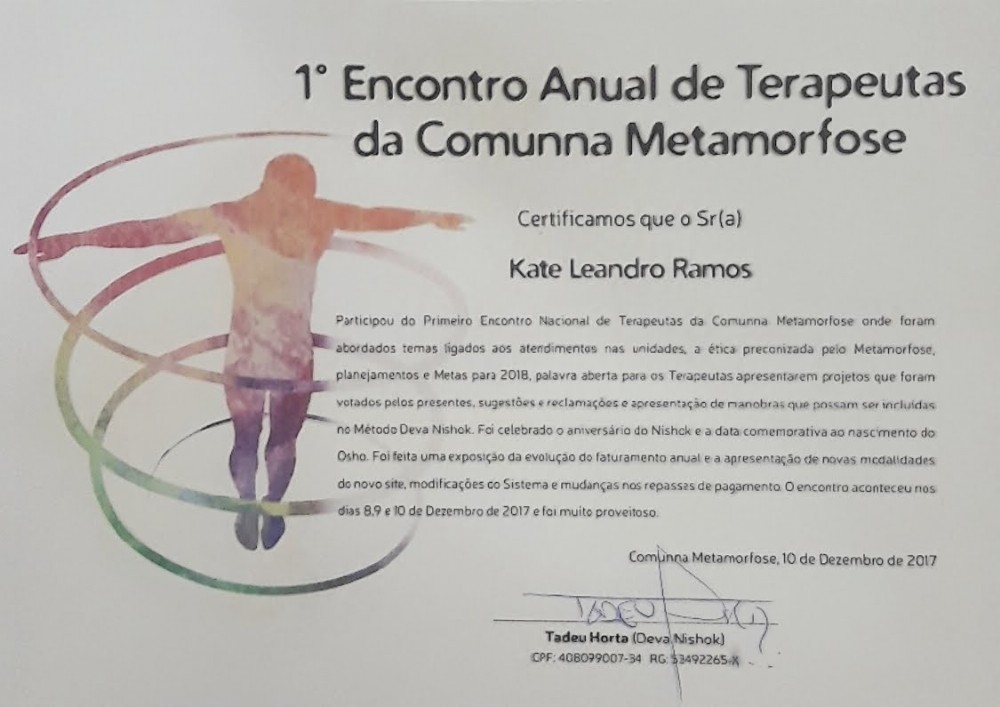 1° Encontro Anual de Terapeutas
da Comunna Metamorfose
Certificamos que o Sr(a)
Kate Leandro Ramos
Participou do Primeiro Encontro Nacional de Terapeutas da Comunna Metamorfose onde foram
abordados temas ligados aos atendimentos nas unidades, a ética preconizada pelo Metamorfose,
planejamentos e Metas para 2018, palavra aberta para os Terapeutas apresentarem projetos que foram
votados pelos presentes, sugestões e reclamações e apresentação de manobras que possam ser incluídas
no Método Deva Nishok. Foi celebrado o aniversário do Nishok e a data comemorativa ao nascimento do
Osho. Foi feita uma exposição da evolução do faturamento anual e a apresentação de novas modalidades
do novo site, modificações do Sistema e mudanças nos repasses de pagamento. O encontro aconteceu nos
dias 8,9 e 10 de Dezembro de 2017 e foi muito proveitoso.
Comunna Metamorfose, 10 de Dezembro de 2017
TADEU
Tadeu Horta (Deva Nishok)
CPF: 408099007-34 RG: 53492265-X